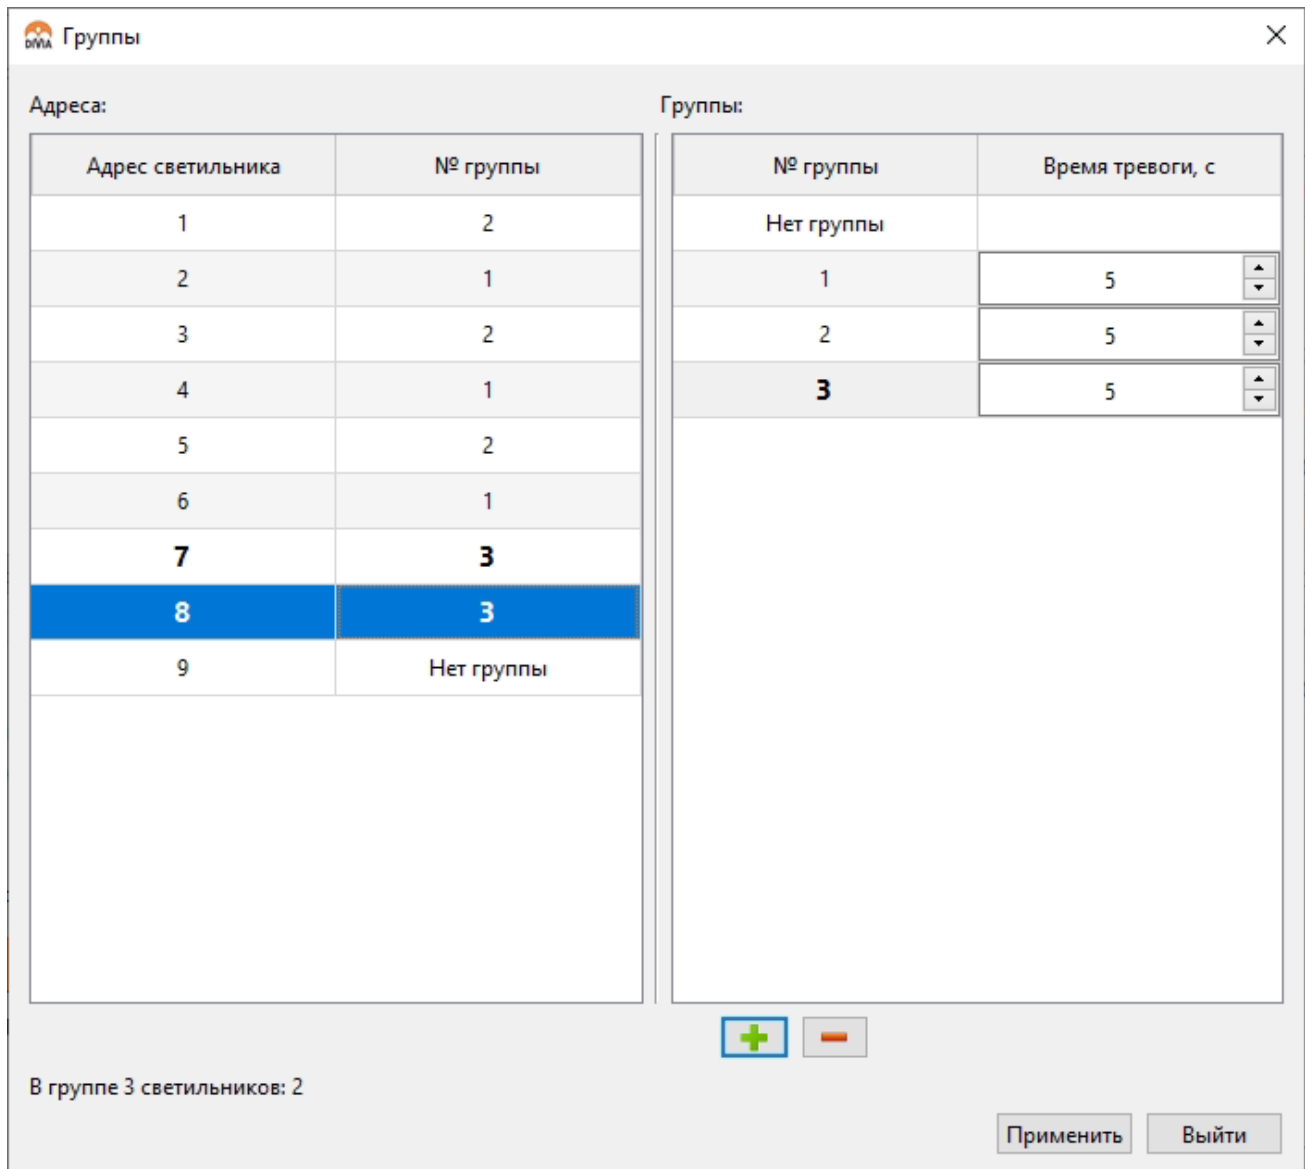 DIVIA Группы
Адреса:
Группы:
Адрес светильника № группы
1 2
2 1
3 2
4 1
5 2
6 1
7 3
8 3
9 Нет группы
№ группы Время тревоги, с
Нет группы
1 5
2 5
3 5
В группе 3 светильников: 2
Применить Выйти